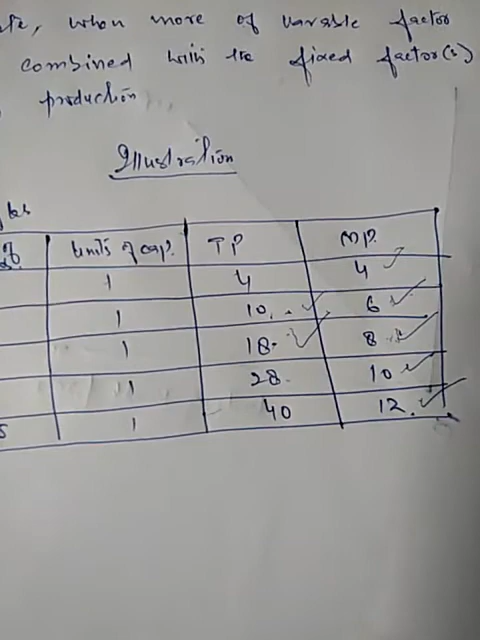 when more of variable factor
combined with the fixed factor(s)
production
Illustration
units of cap. TP MP.
1 4 4
1 10. 6
1 18. 8
1 28. 10
5 1 40 12.